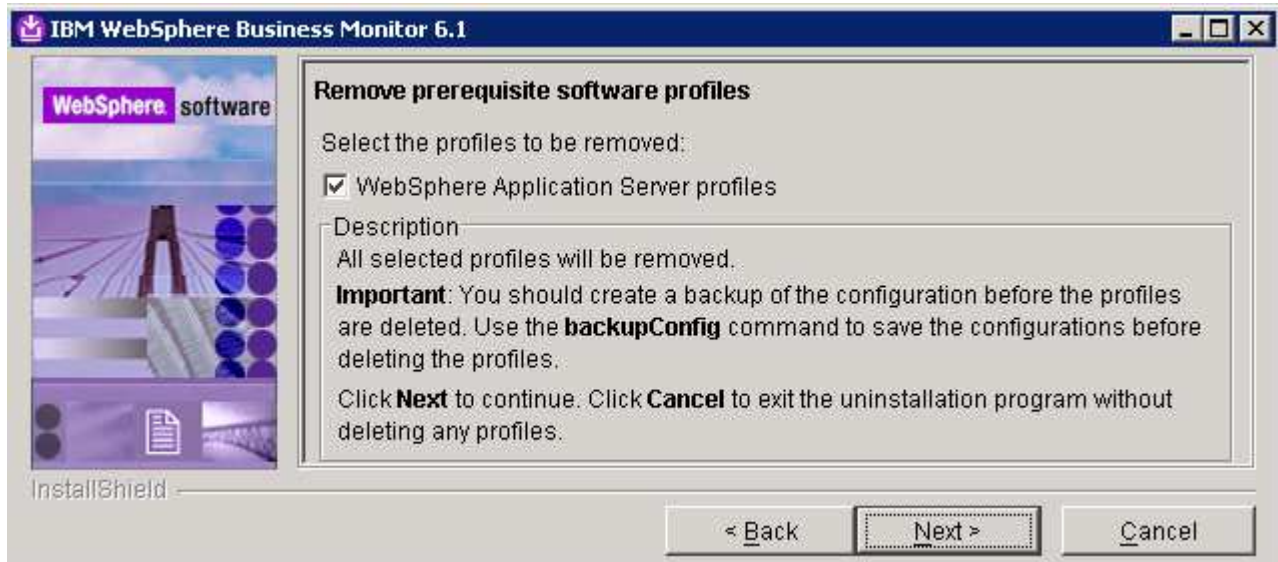 IBM WebSphere Business Monitor 6.1
WebSphere software
Remove prerequisite software profiles
Select the profiles to be removed:
WebSphere Application Server profiles
Description
All selected profiles will be removed.
Important: You should create a backup of the configuration before the profiles
are deleted. Use the backupConfig command to save the configurations before
deleting the profiles.
Click Next to continue. Click Cancel to exit the uninstallation program without
deleting any profiles.
InstallShield
< Back
Next >
Cancel